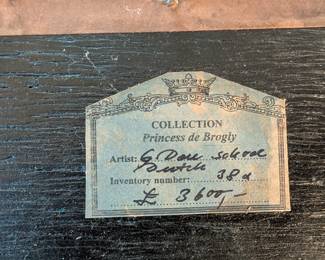 COLLECTION
Princess de Brogly
Artist: G. Dou School
Dutch
Inventory number: 38a
£ 3600,-